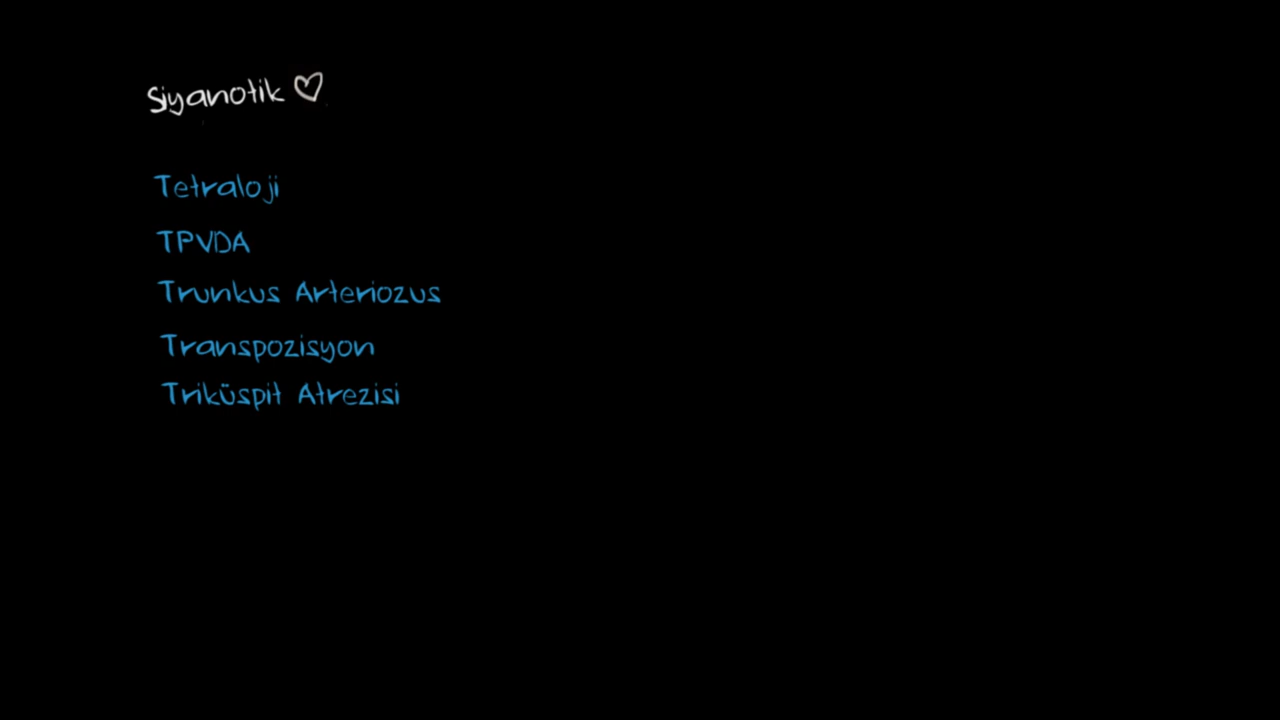 Siyanotik ♡
Tetraloji
TPVDA
Trunkus Arteriozus
Transpozisyon
Triküspit Atrezisi